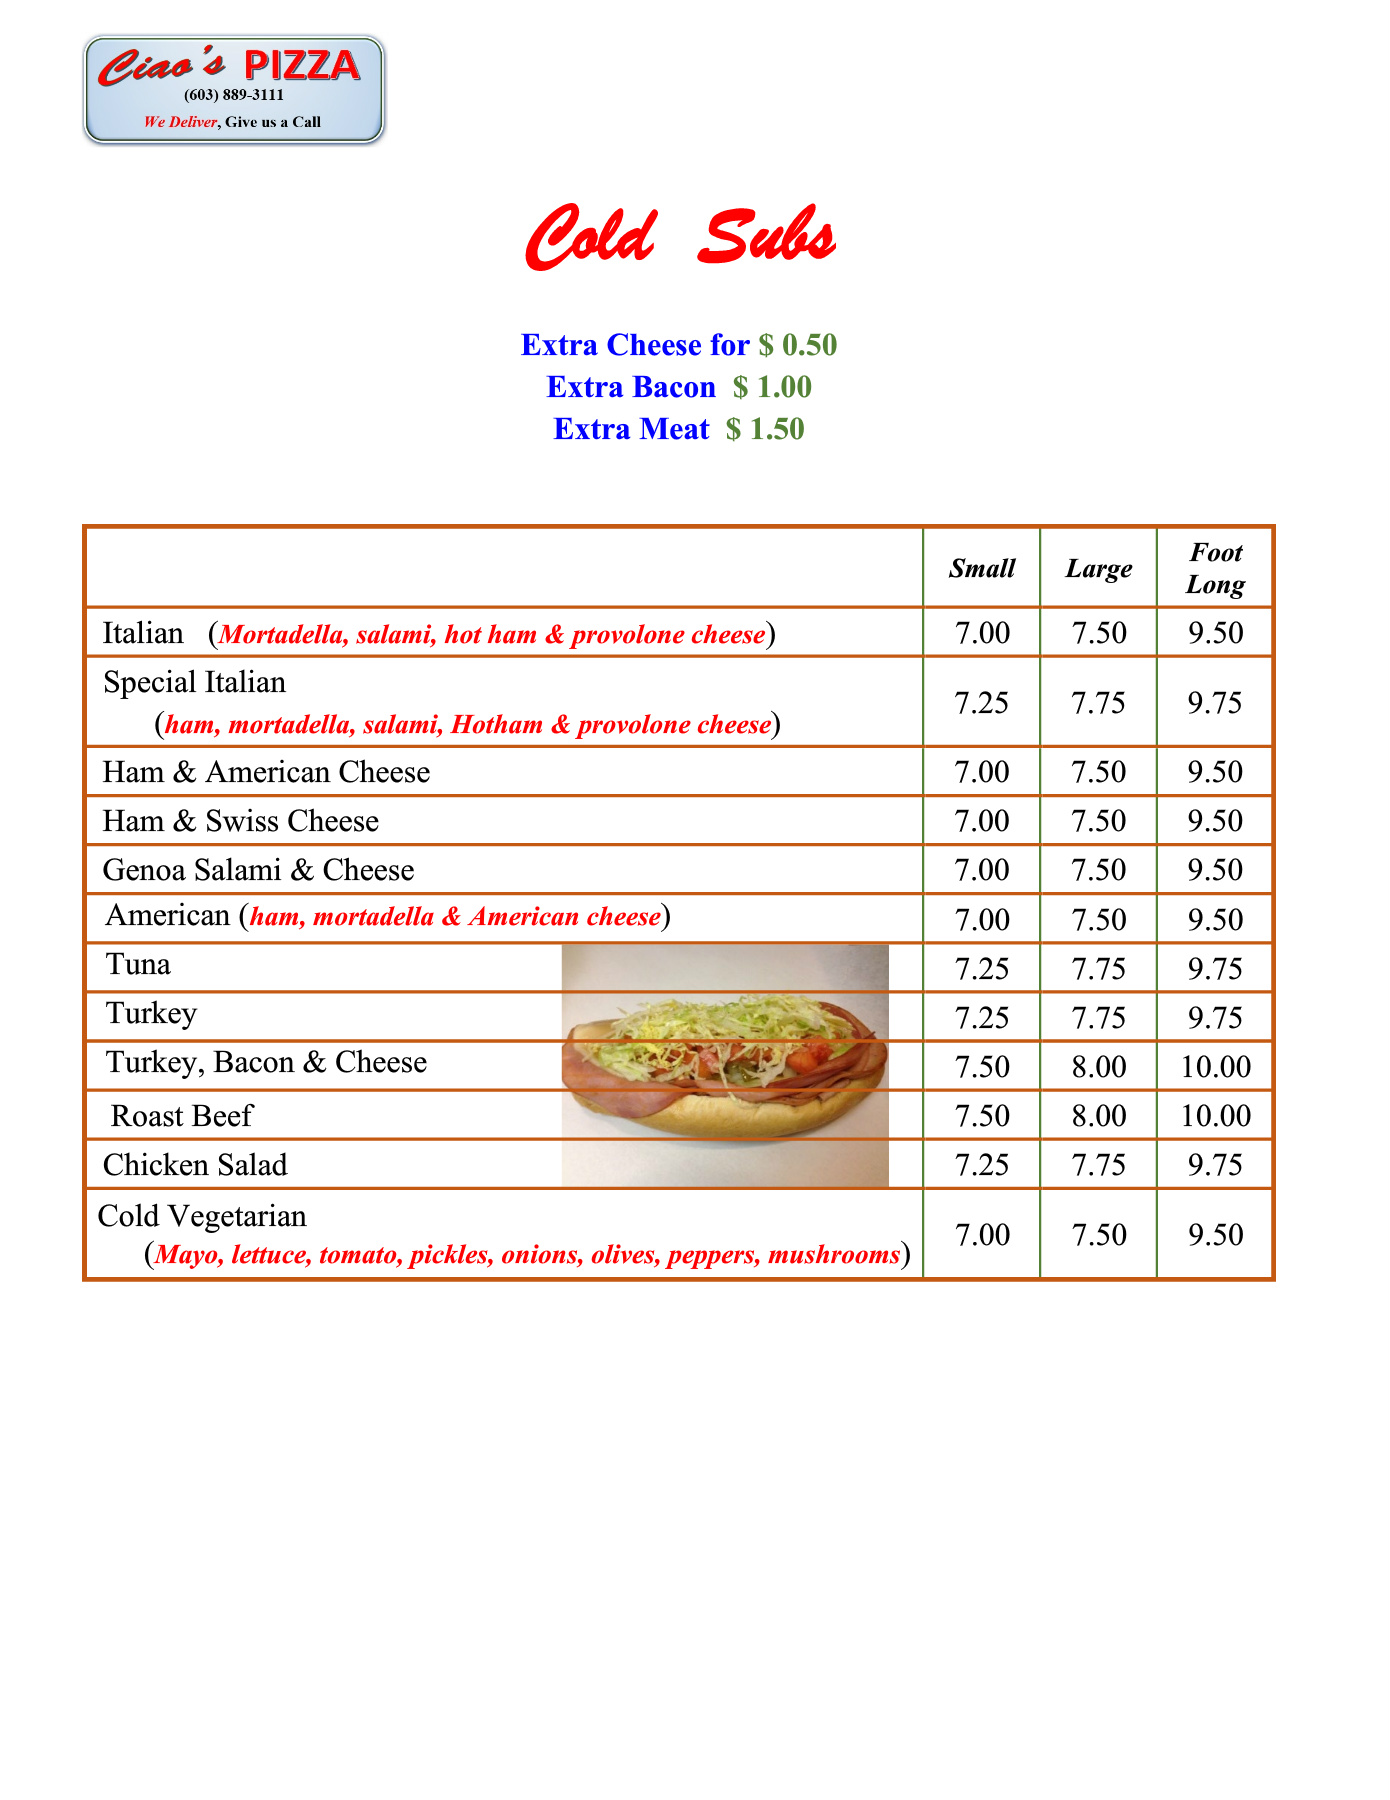 Ciao's PIZZA
(603) 889-3111
We Deliver, Give us a Call
Cold Subs
Extra Cheese for $ 0.50
Extra Bacon $ 1.00
Extra Meat $ 1.50
Small Large Foot Long
Italian (Mortadella, salami, hot ham & provolone cheese) 7.00 7.50 9.50
Special Italian
(ham, mortadella, salami, Hotham & provolone cheese) 7.25 7.75 9.75
Ham & American Cheese 7.00 7.50 9.50
Ham & Swiss Cheese 7.00 7.50 9.50
Genoa Salami & Cheese 7.00 7.50 9.50
American (ham, mortadella & American cheese) 7.00 7.50 9.50
Tuna 7.25 7.75 9.75
Turkey 7.25 7.75 9.75
Turkey, Bacon & Cheese 7.50 8.00 10.00
Roast Beef 7.50 8.00 10.00
Chicken Salad 7.25 7.75 9.75
Cold Vegetarian
(Mayo, lettuce, tomato, pickles, onions, olives, peppers, mushrooms) 7.00 7.50 9.50